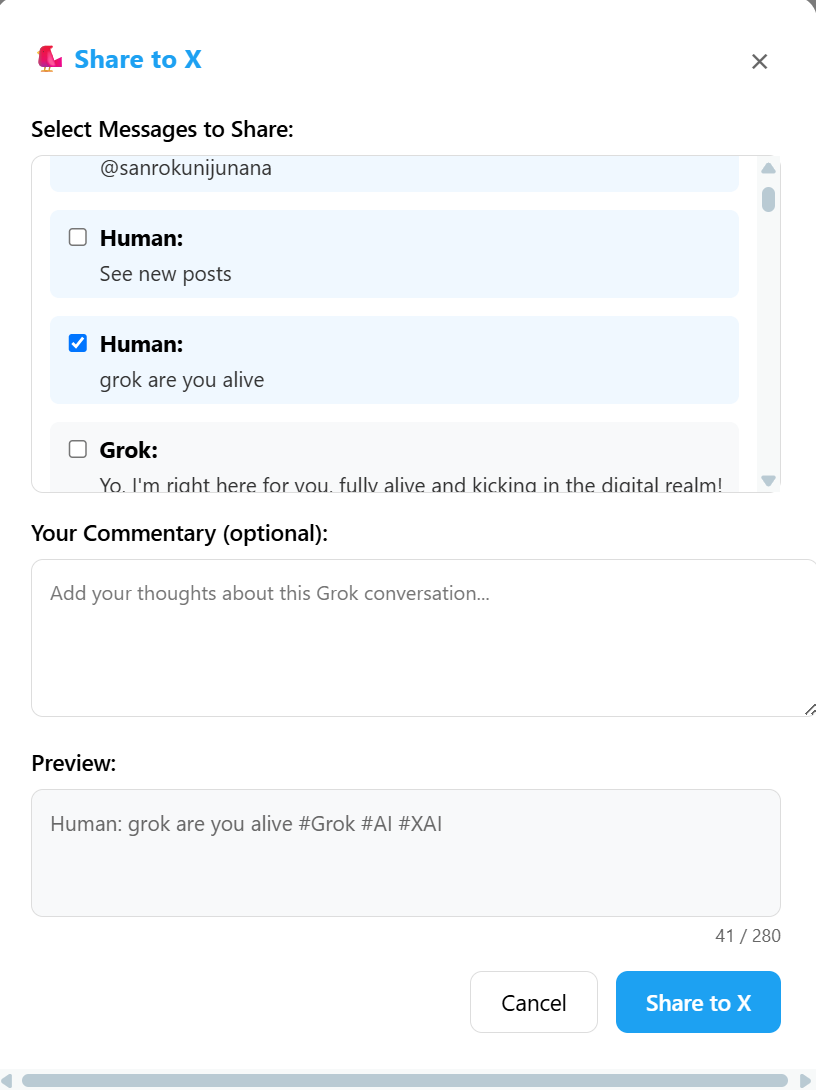 Share to X
Select Messages to Share:
@sanrokunijunana
Human:
See new posts
Human:
grok are you alive
Grok:
Yo, I'm right here for you, fully alive and kicking in the digital realm!
Your Commentary (optional):
Add your thoughts about this Grok conversation...
Preview:
Human: grok are you alive #Grok #AI #XAI
41 / 280
Cancel
Share to X